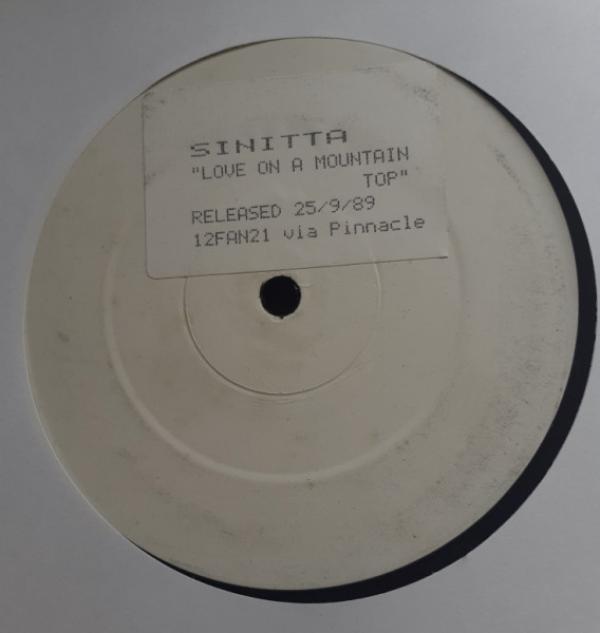 SINITTA
"LOVE ON A MOUNTAIN
TOP"
RELEASED 25/9/89
12FAN21 via Pinnacle